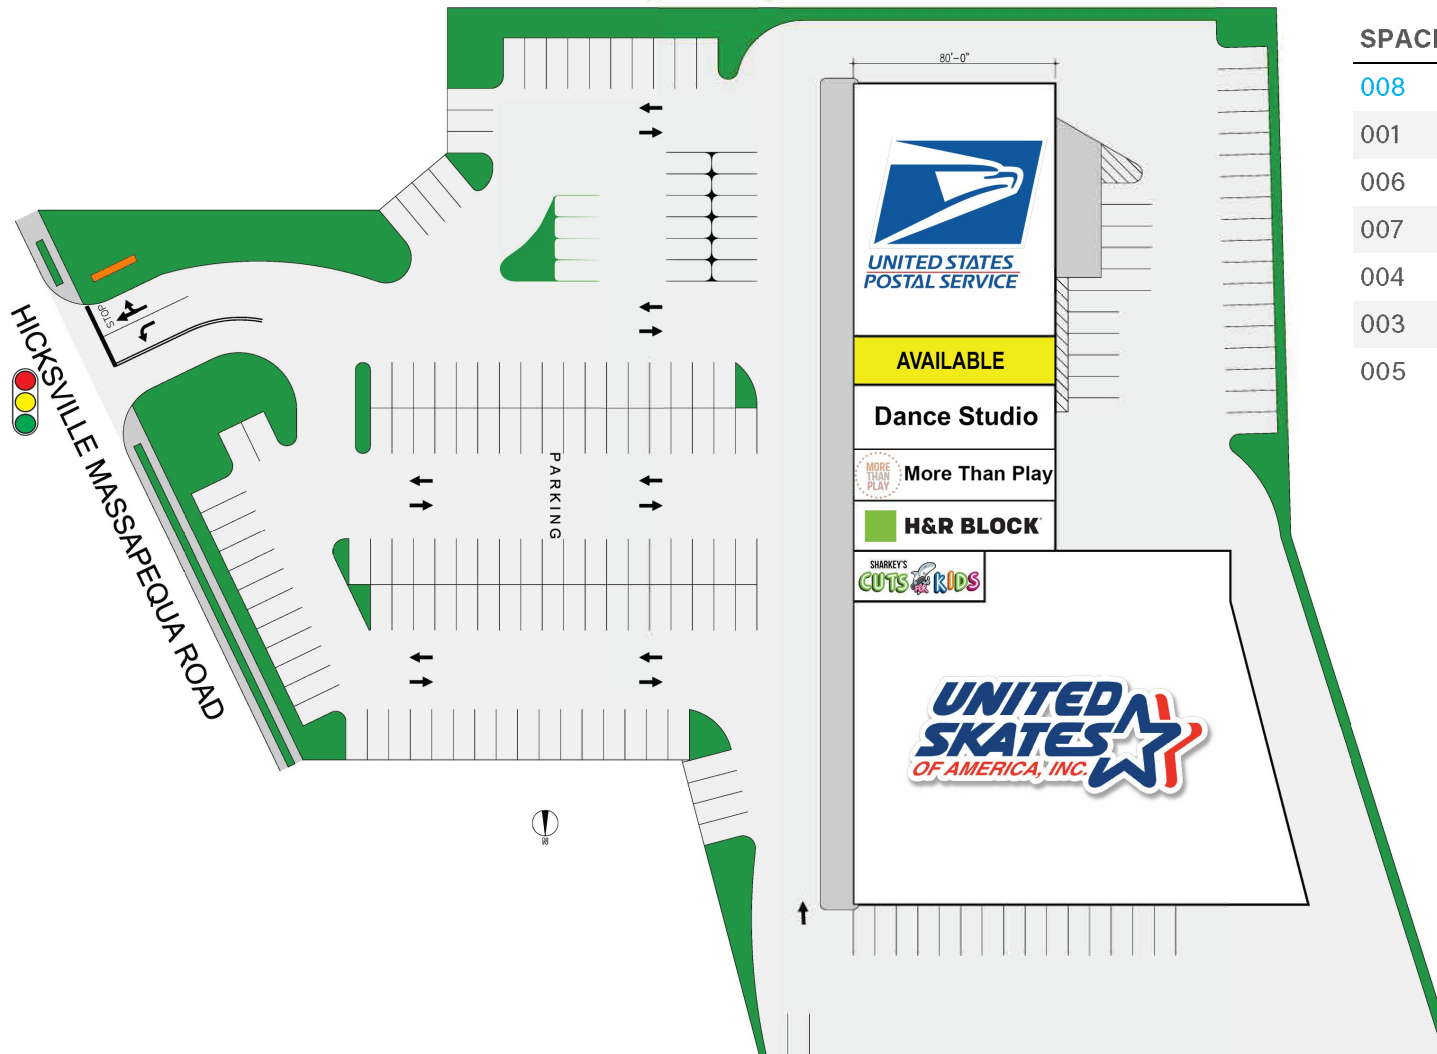 80'-0"
SPAC
008
001
006
007
004
003
005
UNITED STATES
POSTAL SERVICE
STOP
HICKSVILLE MASSAPEQUA ROAD
AVAILABLE
Dance Studio
MORE
THAN
PLAY
More Than Play
PARKING
H&R BLOCK
SHARKEY'S
CUTS FOR KIDS
UNITED
SKATES
OF AMERICA, INC.